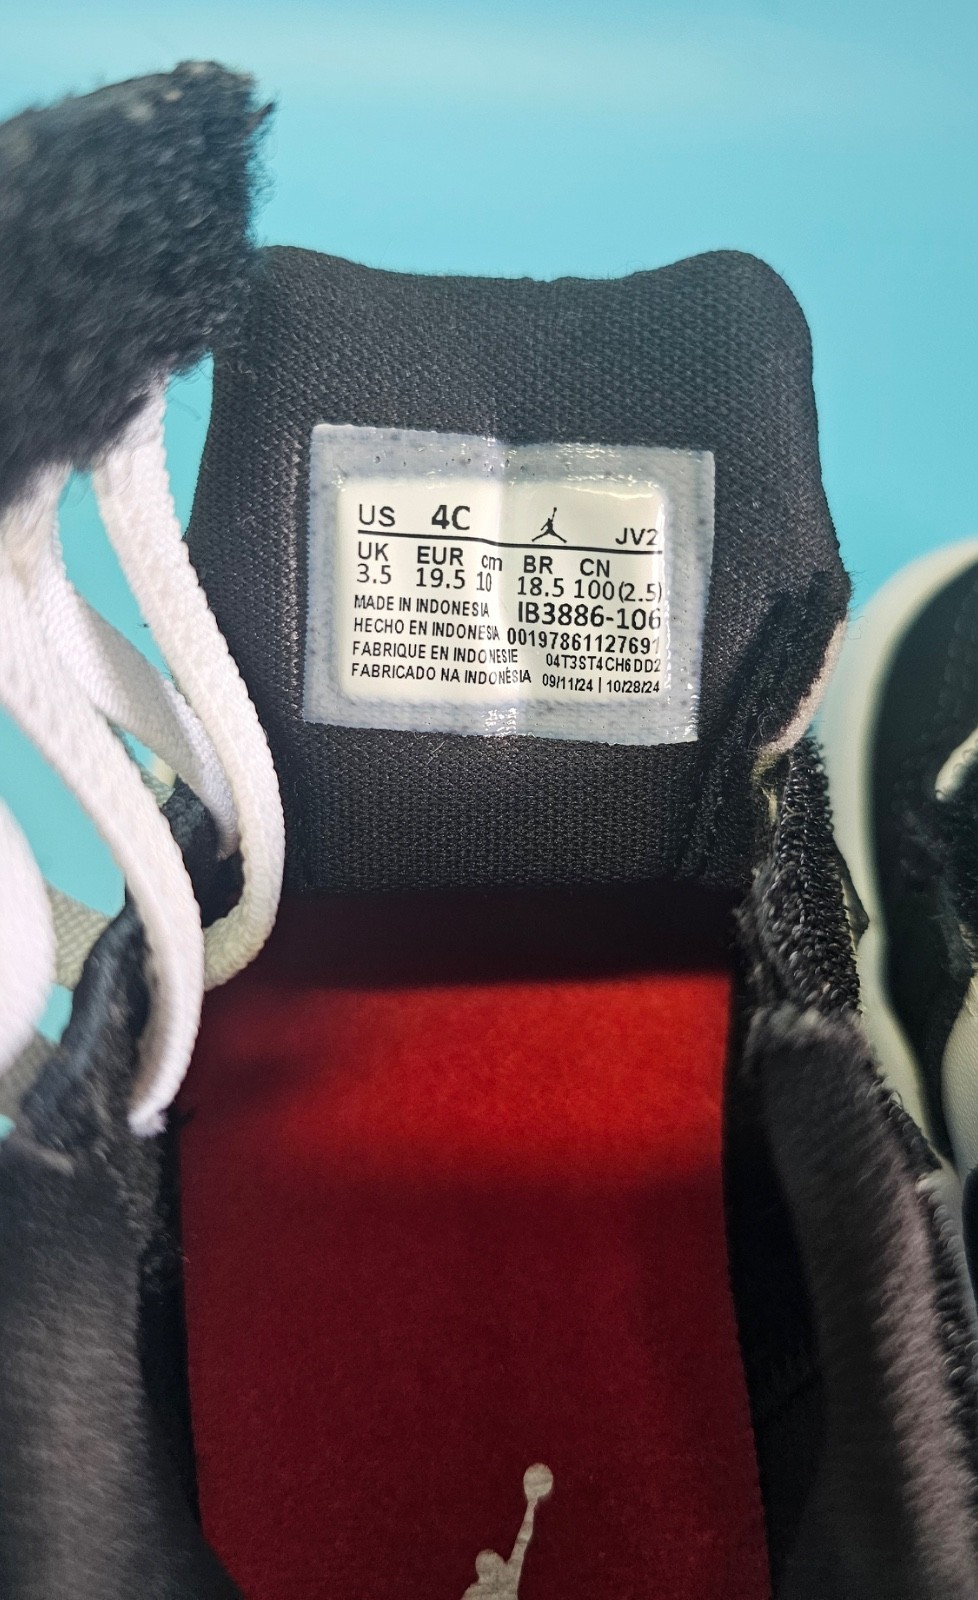 US 4C JV2
UK EUR cm BR CN
3.5 19.5 10 18.5 100(2.5)
MADE IN INDONESIA IB3886-106
HECHO EN INDONESIA 00197861127691
FABRIQUE EN INDONESIE 04T3ST4CH6DD2
FABRICADO NA INDONÉSIA 09/11/24 | 10/28/24